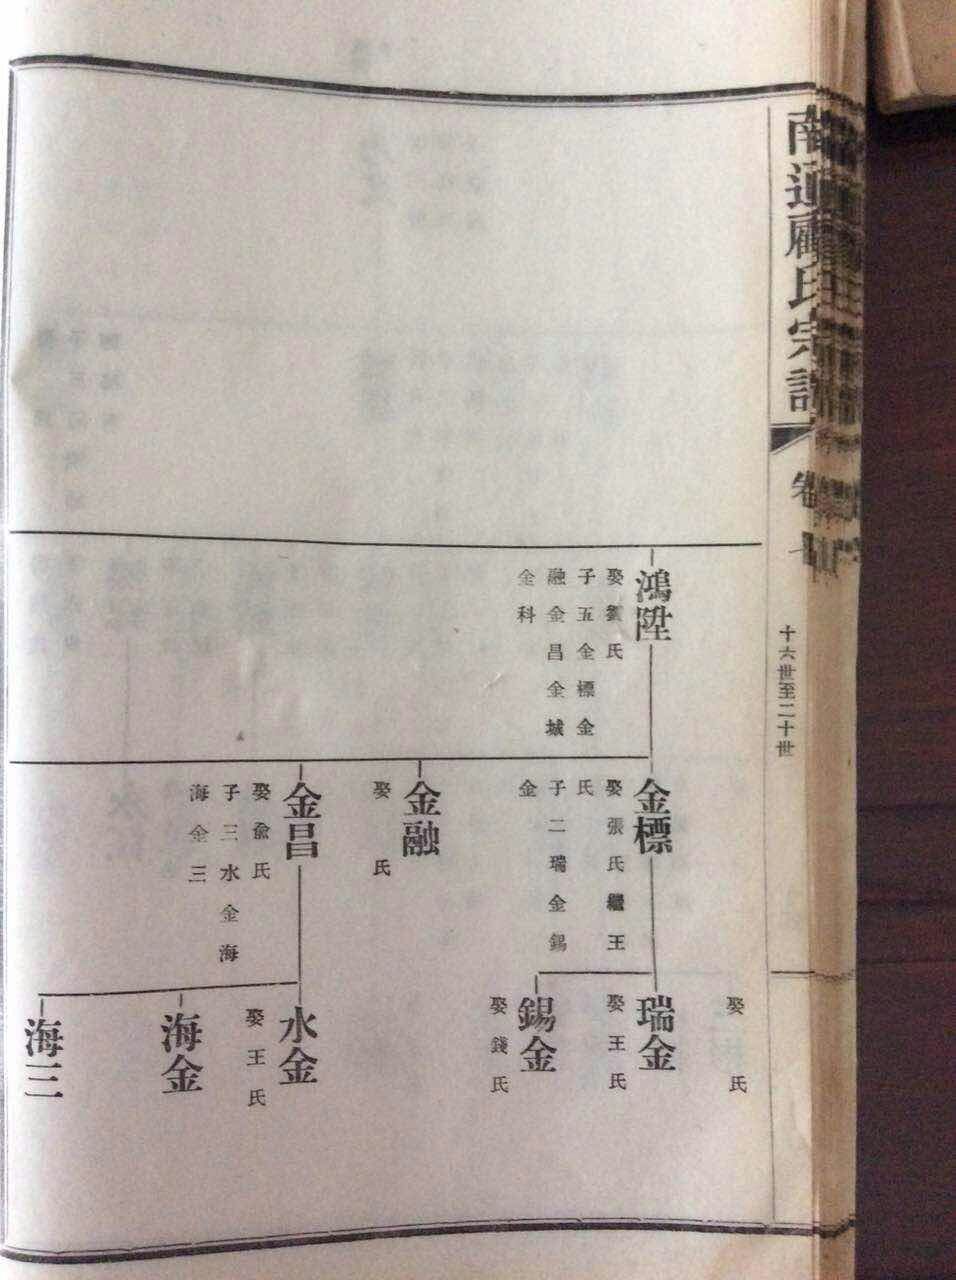 南通顧氏宗譜
卷
十六世至二十世
鴻陞
娶劉氏
子五金標金
融金昌金城
金科
金標
娶張氏繼王
氏
子二瑞金錫
金
金融
娶 氏
金昌
娶俞氏
子三水金海
海金三
娶 氏
瑞金
娶王氏
錫金
娶錢氏
水金
娶王氏
海金
海三